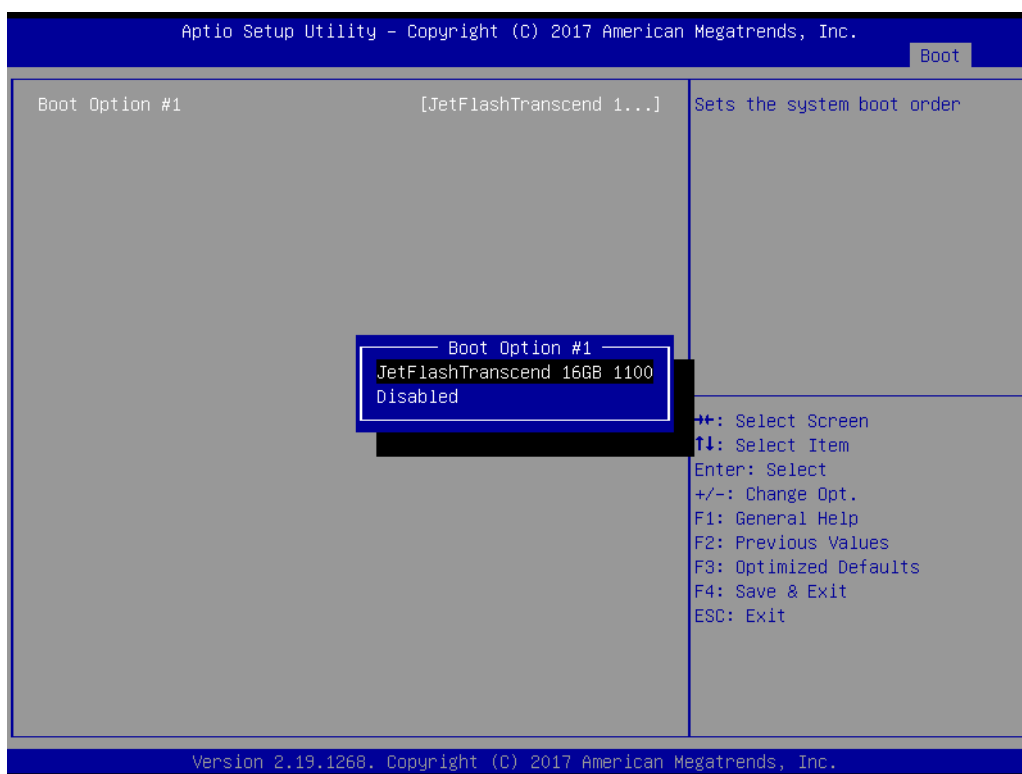 Aptio Setup Utility – Copyright (C) 2017 American Megatrends, Inc.
Boot
Boot Option #1 [JetFlashTranscend 1...]
Sets the system boot order
Boot Option #1
JetFlashTranscend 16GB 1100
Disabled
→←: Select Screen
↑↓: Select Item
Enter: Select
+/-: Change Opt.
F1: General Help
F2: Previous Values
F3: Optimized Defaults
F4: Save & Exit
ESC: Exit
Version 2.19.1268. Copyright (C) 2017 American Megatrends, Inc.